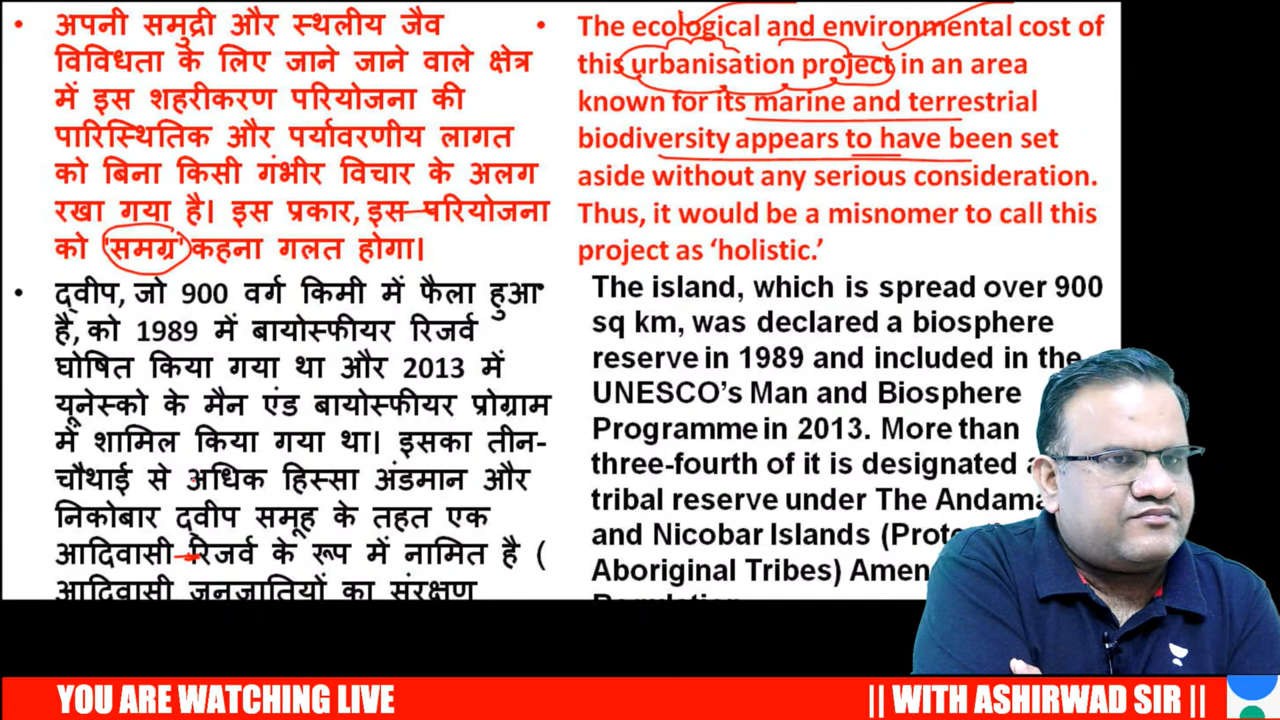 • अपनी समुद्री और स्थलीय जैव
विविधता के लिए जाने जाने वाले क्षेत्र
में इस शहरीकरण परियोजना की
पारिस्थितिक और पर्यावरणीय लागत
को बिना किसी गंभीर विचार के अलग
रखा गया है। इस प्रकार, इस परियोजना
को 'समग्र' कहना गलत होगा।
• द्वीप, जो 900 वर्ग किमी में फैला हुआ
है, को 1989 में बायोस्फीयर रिजर्व
घोषित किया गया था और 2013 में
यूनेस्को के मैन एंड बायोस्फीयर प्रोग्राम
में शामिल किया गया था। इसका तीन-
चौथाई से अधिक हिस्सा अंडमान और
निकोबार द्वीप समूह के तहत एक
आदिवासी रिजर्व के रूप में नामित है (
आदिवासी जनजातियों का संरक्षण
• The ecological and environmental cost of
this urbanisation project in an area
known for its marine and terrestrial
biodiversity appears to have been set
aside without any serious consideration.
Thus, it would be a misnomer to call this
project as ‘holistic.’
The island, which is spread over 900
sq km, was declared a biosphere
reserve in 1989 and included in the
UNESCO’s Man and Biosphere
Programme in 2013. More than
three-fourth of it is designated
tribal reserve under The
and Nicobar Islands
Aboriginal Tribes)
YOU ARE WATCHING LIVE
|| WITH ASHIRWAD SIR ||